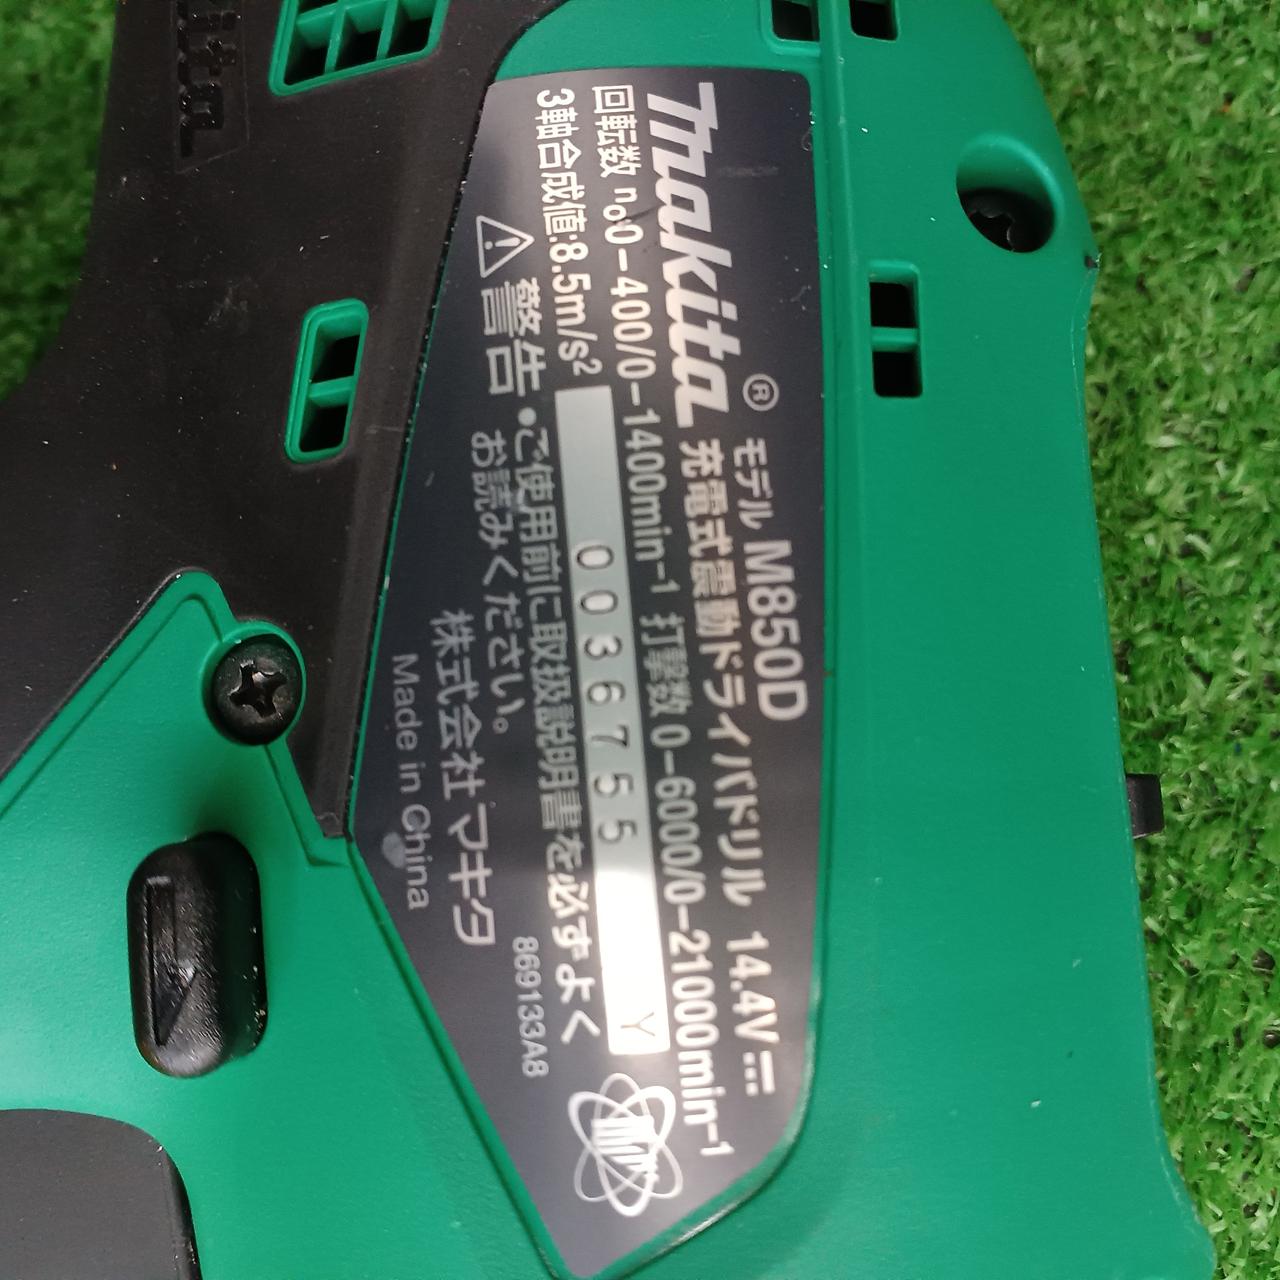 Makita® モデル M850D
充電式震動ドライバドリル 14.4V
回転数 n₀:0-400/0-1400min⁻¹ 打撃数 0-6000/0-21000min⁻¹
3軸合成値:8.5m/s²
0036755 Y
⚠警告 •ご使用前に取扱説明書を必ずよく
お読みください。
869133A8
株式会社マキタ
Made in China